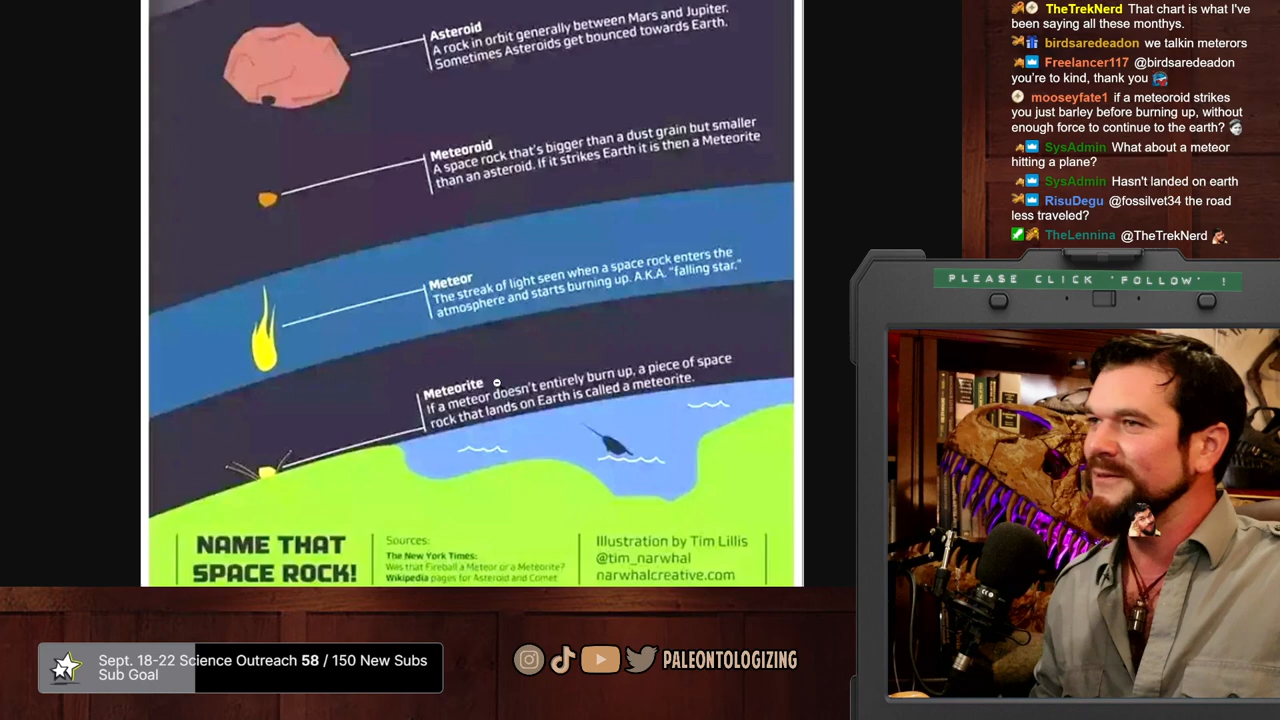 Asteroid
A rock in orbit generally between Mars and Jupiter.
Sometimes Asteroids get bounced towards Earth.
Meteoroid
A space rock that's bigger than a dust grain but smaller
than an asteroid. If it strikes Earth it is then a Meteorite
Meteor
The streak of light seen when a space rock enters the
atmosphere and starts burning up. A.K.A. "falling star."
Meteorite
If a meteor doesn't entirely burn up, a piece of space
rock that lands on Earth is called a meteorite.
NAME THAT
SPACE ROCK!
Sources:
The New York Times:
Was that Fireball a Meteor or a Meteorite?
Wikipedia pages for Asteroid and Comet
Illustration by Tim Lillis
@tim_narwhal
narwhalcreative.com
TheTrekNerd That chart is what I've
been saying all these monthys.
birdsaredeadon we talkin meterors
Freelancer117 @birdsaredeadon
you're to kind, thank you
mooseyfate1 if a meteoroid strikes
you just barley before burning up, without
enough force to continue to the earth?
SysAdmin What about a meteor
hitting a plane?
SysAdmin Hasn't landed on earth
RisuDegu @fossilvet34 the road
less traveled?
TheLennina @TheTrekNerd
PLEASE CLICK 'FOLLOW' !
Sept. 18-22 Science Outreach 58 / 150 New Subs
Sub Goal
PALEONTOLOGIZING